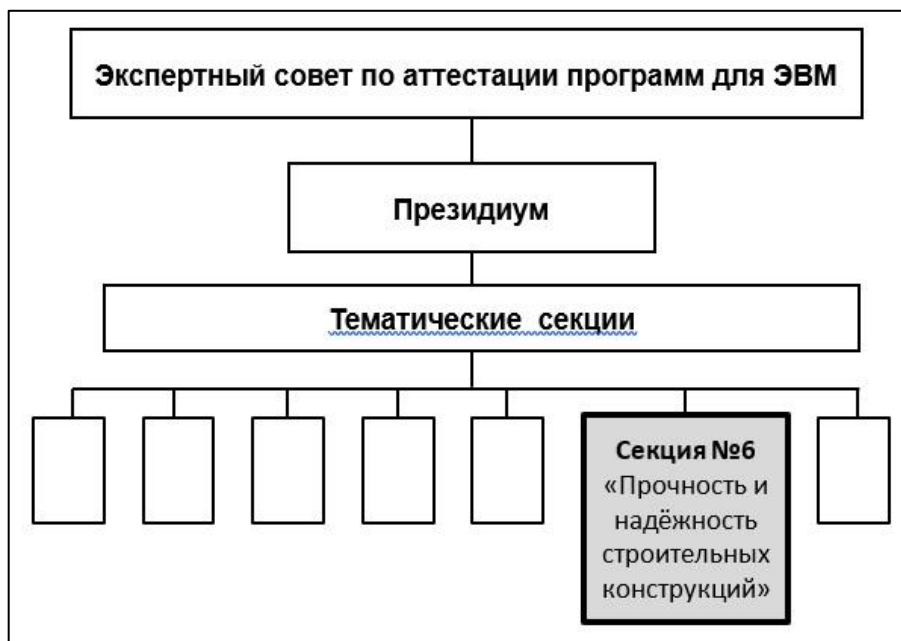 Экспертный совет по аттестации программ для ЭВМ
Президиум
Тематические секции
Секция №6
«Прочность и
надёжность
строительных
конструкций»